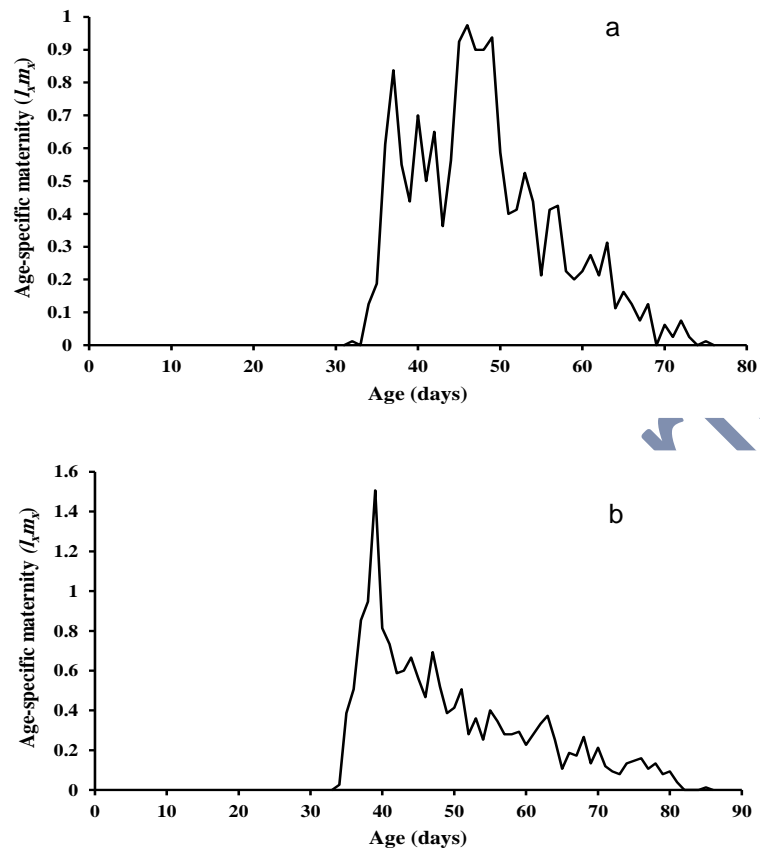 a
Age-specific maternity (lxmx)
1
0.9
0.8
0.7
0.6
0.5
0.4
0.3
0.2
0.1
0
0 10 20 30 40 50 60 70 80
Age (days)
b
Age-specific maternity (lxmx)
1.6
1.4
1.2
1
0.8
0.6
0.4
0.2
0
0 10 20 30 40 50 60 70 80 90
Age (days)